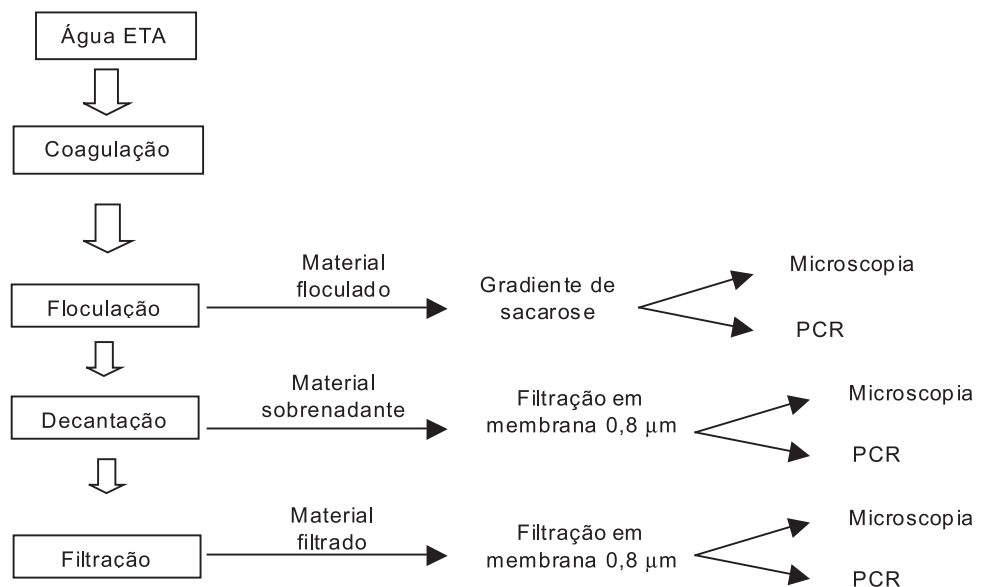 Água ETA
Coagulação
Floculação
Material
floculado
Gradiente de
sacarose
Microscopia
PCR
Decantação
Material
sobrenadante
Filtração em
membrana 0,8 µm
Microscopia
PCR
Filtração
Material
filtrado
Filtração em
membrana 0,8 µm
Microscopia
PCR